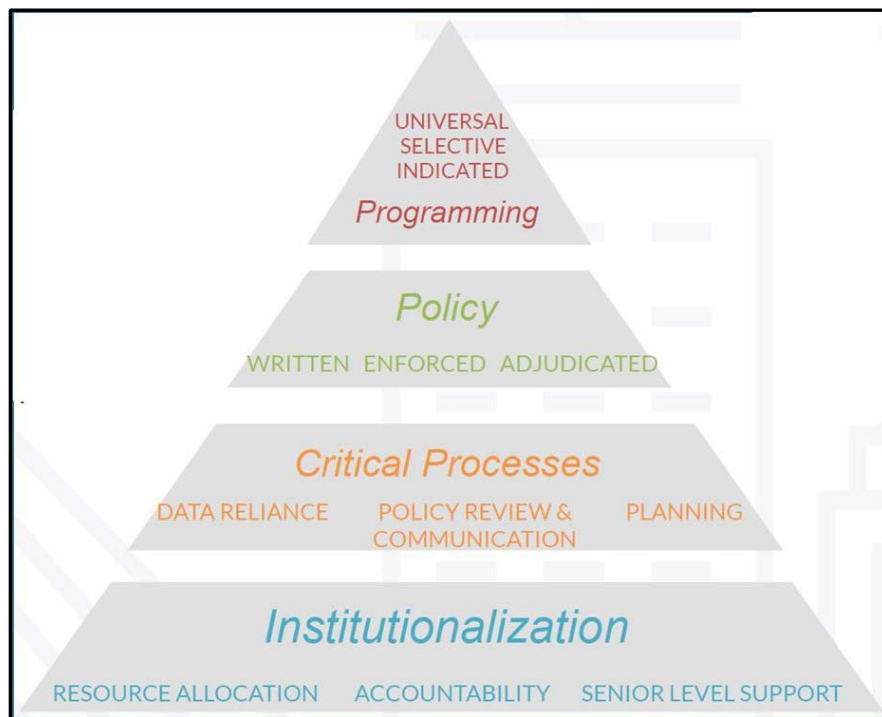 UNIVERSAL
SELECTIVE
INDICATED
Programming
Policy
WRITTEN ENFORCED ADJUDICATED
Critical Processes
DATA RELIANCE POLICY REVIEW & PLANNING
COMMUNICATION
Institutionalization
RESOURCE ALLOCATION ACCOUNTABILITY SENIOR LEVEL SUPPORT